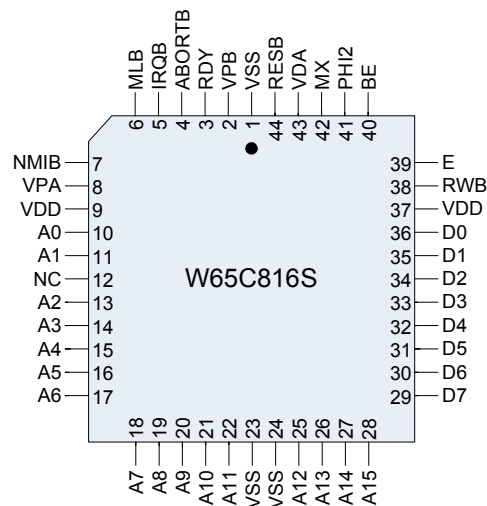 MLB IRQB ABORTB RDY VPB VSS RESB VDA MX PHI2 BE
6 5 4 3 2 1 44 43 42 41 40
NMIB 7 39 E
VPA 8 38 RWB
VDD 9 37 VDD
A0 10 36 D0
A1 11 35 D1
NC 12 34 D2
A2 13 33 D3
A3 14 32 D4
A4 15 31 D5
A5 16 30 D6
A6 17 29 D7
W65C816S
18 19 20 21 22 23 24 25 26 27 28
A7 A8 A9 A10 A11 VSS VSS A12 A13 A14 A15